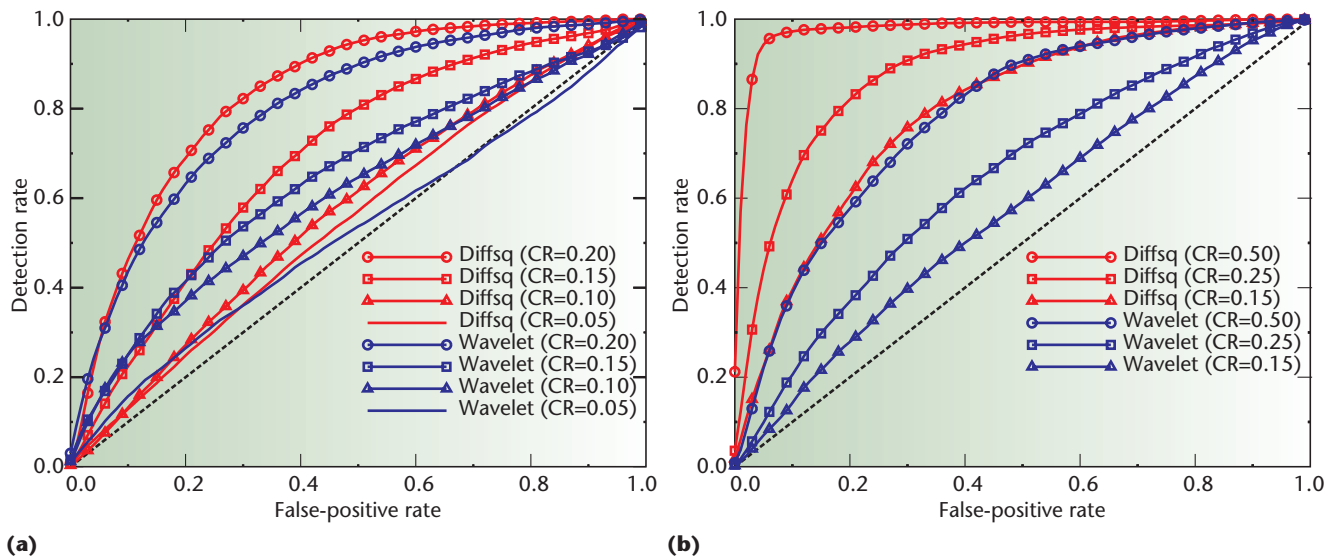 1.0
0.8
0.6
0.4
0.2
0.0
Detection rate
Diffsq (CR=0.20)
Diffsq (CR=0.15)
Diffsq (CR=0.10)
Diffsq (CR=0.05)
Wavelet (CR=0.20)
Wavelet (CR=0.15)
Wavelet (CR=0.10)
Wavelet (CR=0.05)
0.0 0.2 0.4 0.6 0.8 1.0
False-positive rate
(a)
1.0
0.8
0.6
0.4
0.2
0.0
Detection rate
Diffsq (CR=0.50)
Diffsq (CR=0.25)
Diffsq (CR=0.15)
Wavelet (CR=0.50)
Wavelet (CR=0.25)
Wavelet (CR=0.15)
0.0 0.2 0.4 0.6 0.8 1.0
False-positive rate
(b)